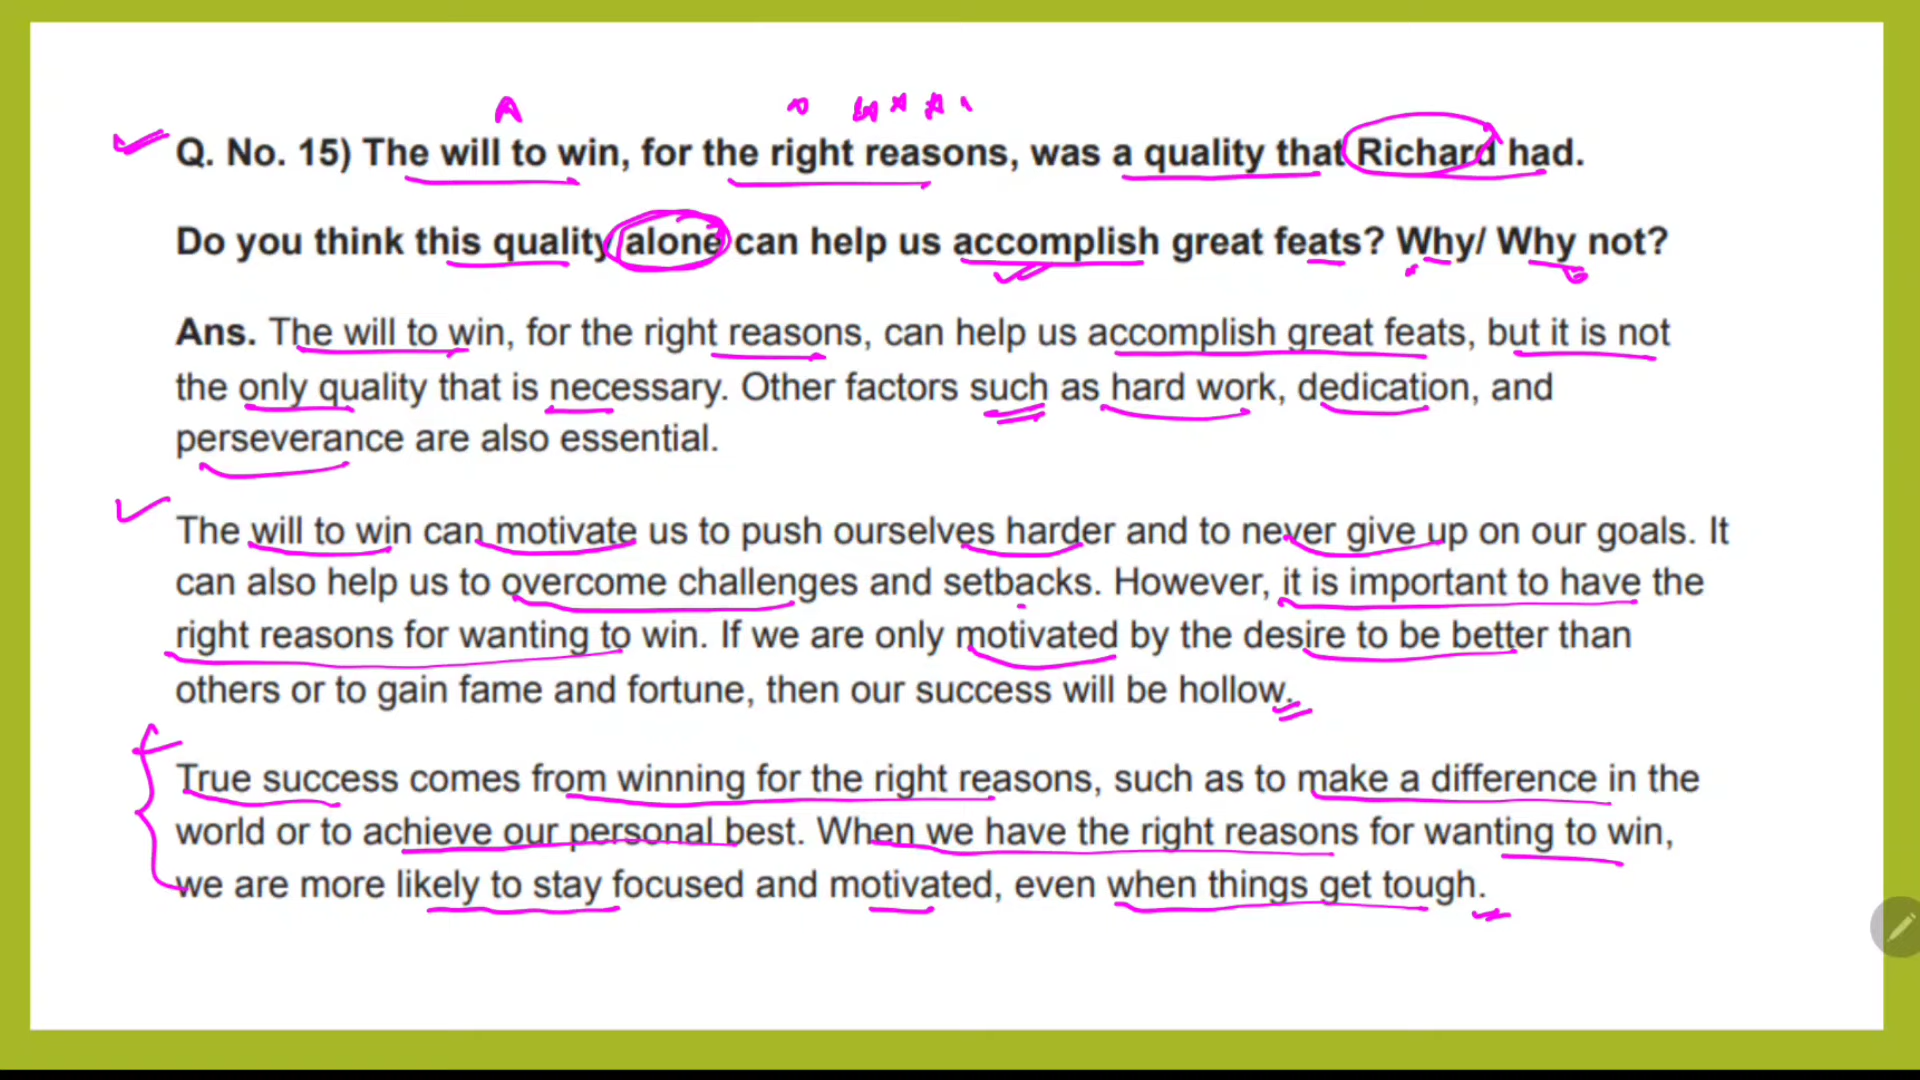 Q. No. 15) The will to win, for the right reasons, was a quality that Richard had.
Do you think this quality alone can help us accomplish great feats? Why/ Why not?
Ans. The will to win, for the right reasons, can help us accomplish great feats, but it is not
the only quality that is necessary. Other factors such as hard work, dedication, and
perseverance are also essential.
The will to win can motivate us to push ourselves harder and to never give up on our goals. It
can also help us to overcome challenges and setbacks. However, it is important to have the
right reasons for wanting to win. If we are only motivated by the desire to be better than
others or to gain fame and fortune, then our success will be hollow.
True success comes from winning for the right reasons, such as to make a difference in the
world or to achieve our personal best. When we have the right reasons for wanting to win,
we are more likely to stay focused and motivated, even when things get tough.